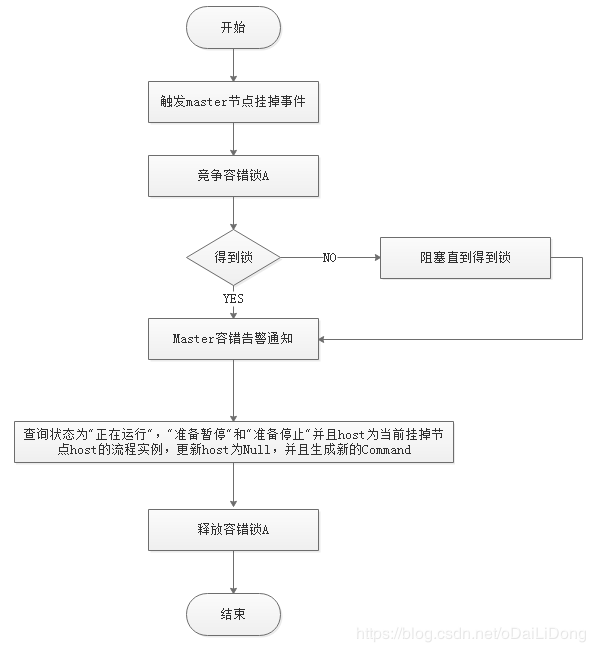 开始
触发master节点挂掉事件
竞争容错锁A
得到锁
NO
阻塞直到得到锁
YES
Master容错告警通知
查询状态为"正在运行", "准备暂停"和"准备停止"并且host为当前挂掉节
点host的流程实例, 更新host为Null, 并且生成新的Command
释放容错锁A
结束
https://blog.csdn.net/oDaiLiDong